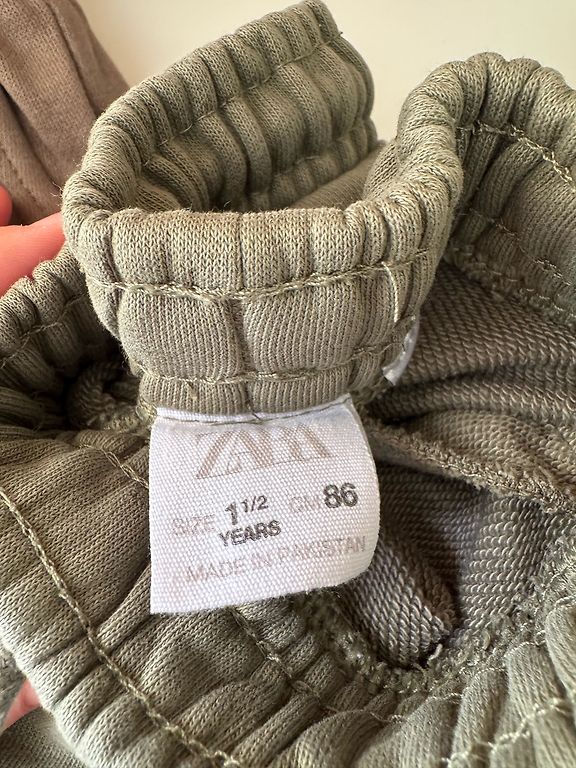 ZARA
SIZE 1 1/2 YEARS CM 86
MADE IN PAKISTAN